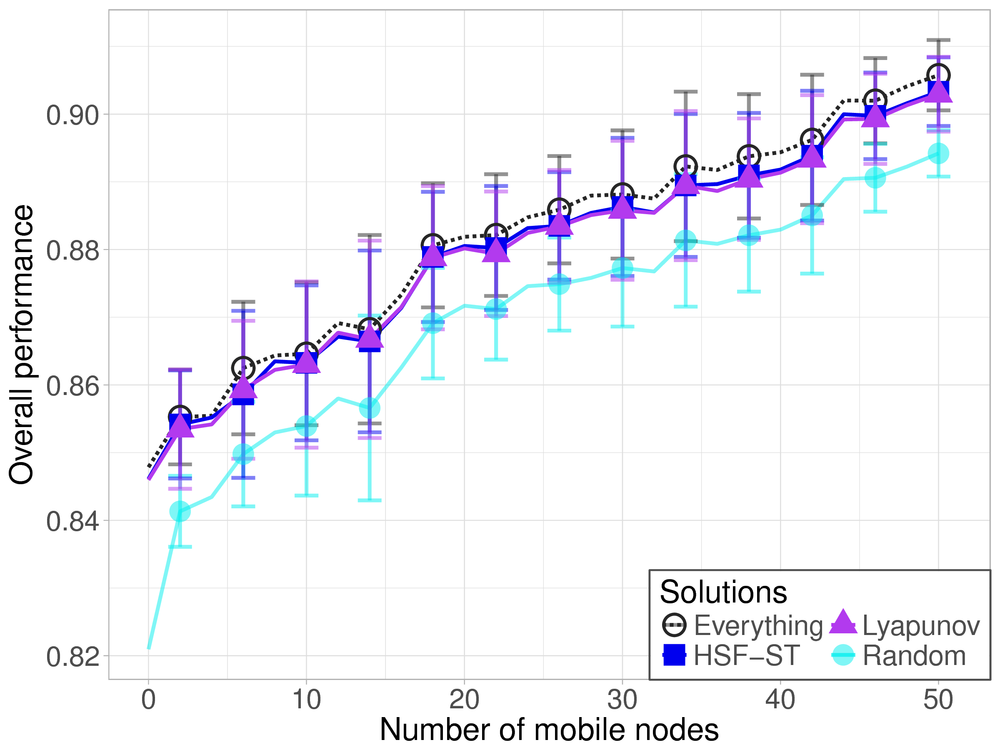 Overall performance
0.90
0.88
0.86
0.84
0.82
0 10 20 30 40 50
Number of mobile nodes
Solutions
Everything Lyapunov
HSF−ST Random